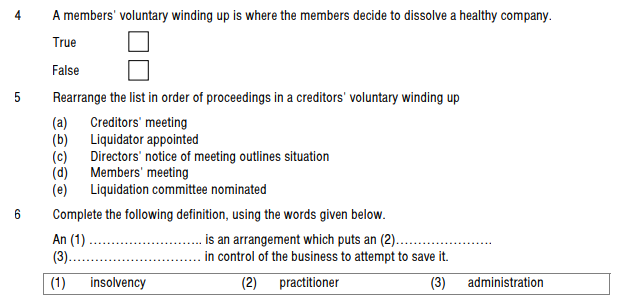 4 A members' voluntary winding up is where the members decide to dissolve a healthy company.
True
False
5 Rearrange the list in order of proceedings in a creditors' voluntary winding up
(a) Creditors' meeting
(b) Liquidator appointed
(c) Directors' notice of meeting outlines situation
(d) Members' meeting
(e) Liquidation committee nominated
6 Complete the following definition, using the words given below.
An (1) ............................ is an arrangement which puts an (2)......................
(3).............................. in control of the business to attempt to save it.
(1) insolvency (2) practitioner (3) administration